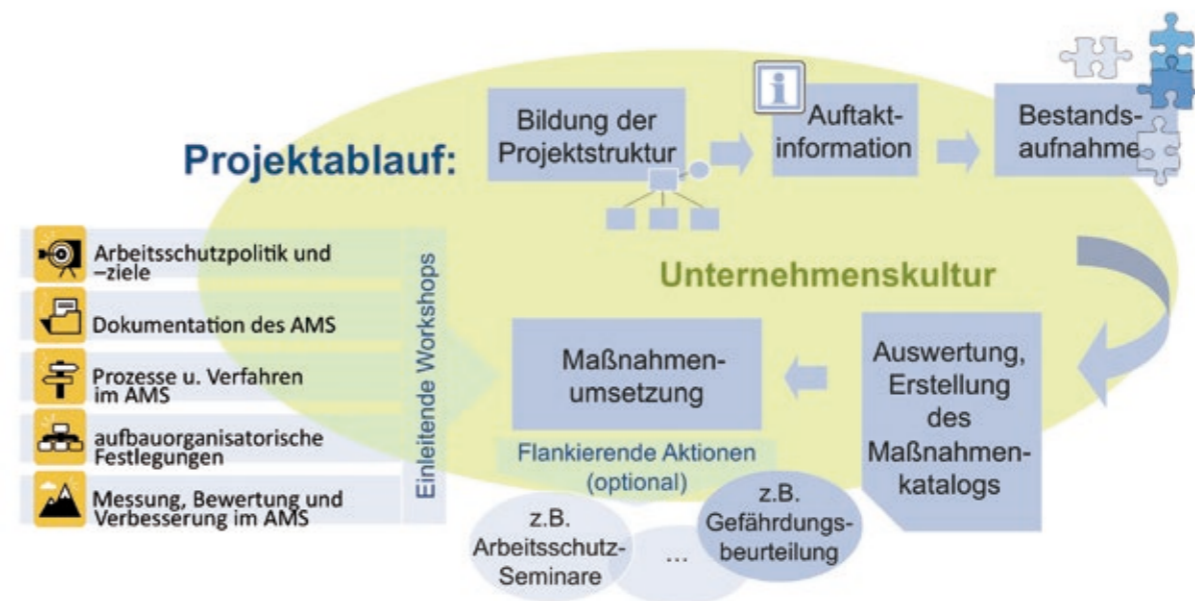 Projektablauf:
Bildung der
Projektstruktur
i
Auftakt-
information
Bestands-
aufnahme
Unternehmenskultur
Arbeitsschutzpolitik und
–ziele
Dokumentation des AMS
Prozesse u. Verfahren
im AMS
aufbauorganisatorische
Festlegungen
Messung, Bewertung und
Verbesserung im AMS
Einleitende Workshops
Maßnahmen-
umsetzung
Auswertung,
Erstellung
des
Maßnahmen-
katalogs
Flankierende Aktionen
(optional)
z.B.
Arbeitsschutz-
Seminare
...
z.B.
Gefährdungs-
beurteilung